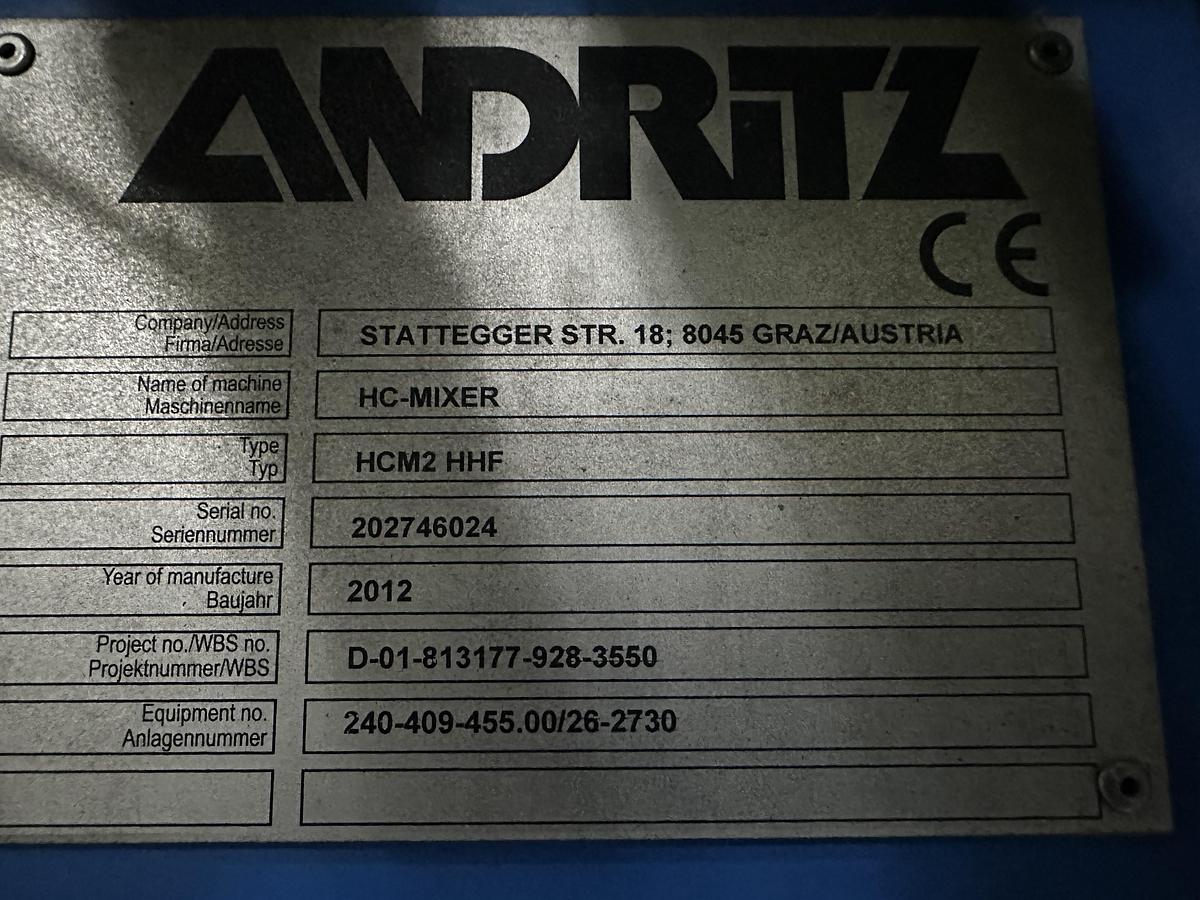 ANDRITZ
CE
Company/Address
Firma/Adresse
STATTEGGER STR. 18; 8045 GRAZ/AUSTRIA
Name of machine
Maschinenname
HC-MIXER
Type
Typ
HCM2 HHF
Serial no.
Seriennummer
202746024
Year of manufacture
Baujahr
2012
Project no./WBS no.
Projektnummer/WBS
D-01-813177-928-3550
Equipment no.
Anlagennummer
240-409-455.00/26-2730